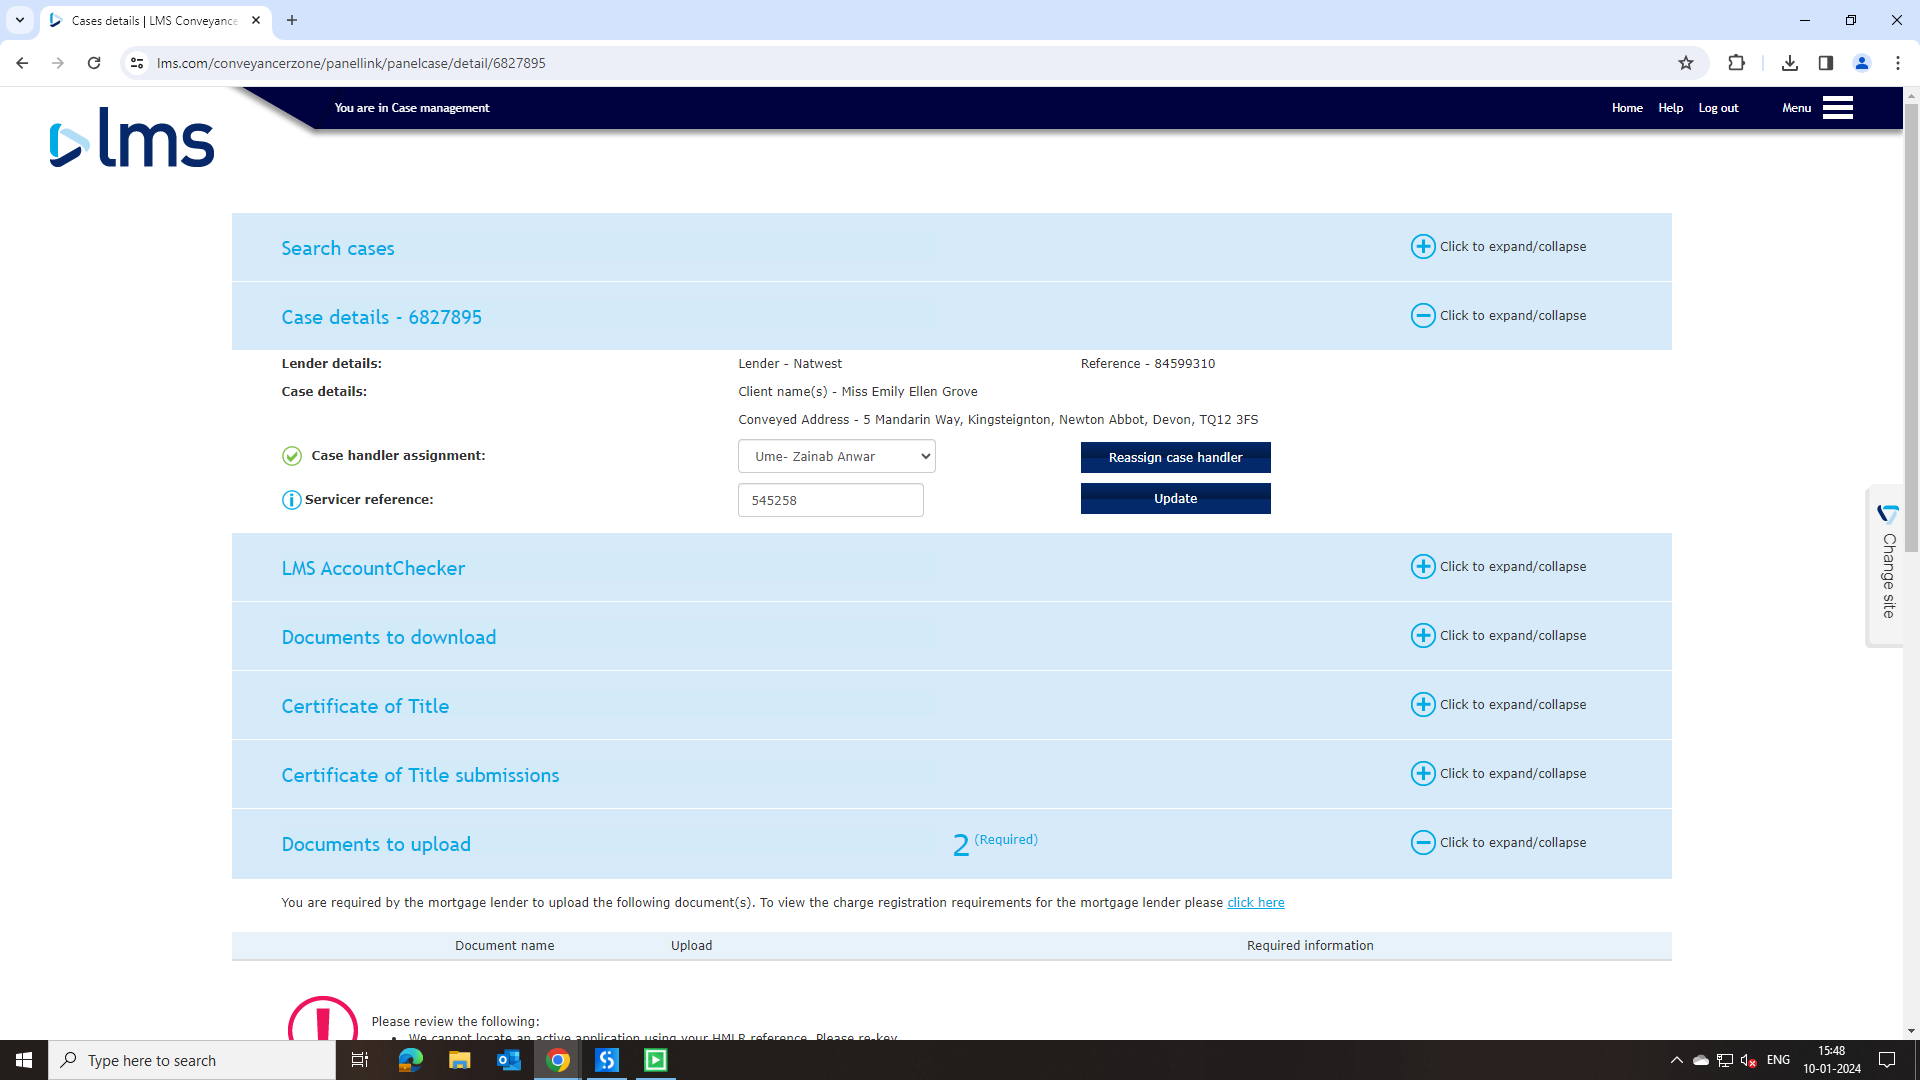 Cases details | LMS Conveyance
lms.com/conveyancerzone/panellink/panelcase/detail/6827895
You are in Case management
Home
Help
Log out
Menu
lms
Search cases
Click to expand/collapse
Case details - 6827895
Click to expand/collapse
Lender details:
Lender - Natwest
Reference - 84599310
Case details:
Client name(s) - Miss Emily Ellen Grove
Conveyed Address - 5 Mandarin Way, Kingsteignton, Newton Abbot, Devon, TQ12 3FS
Case handler assignment:
Ume- Zainab Anwar
Reassign case handler
Servicer reference:
545258
Update
Change site
LMS AccountChecker
Click to expand/collapse
Documents to download
Click to expand/collapse
Certificate of Title
Click to expand/collapse
Certificate of Title submissions
Click to expand/collapse
Documents to upload
2 (Required)
Click to expand/collapse
You are required by the mortgage lender to upload the following document(s). To view the charge registration requirements for the mortgage lender please click here
Document name
Upload
Required information
Please review the following:
We cannot locate an active application using your HMLR reference. Please re-key
Type here to search
ENG
15:48
10-01-2024